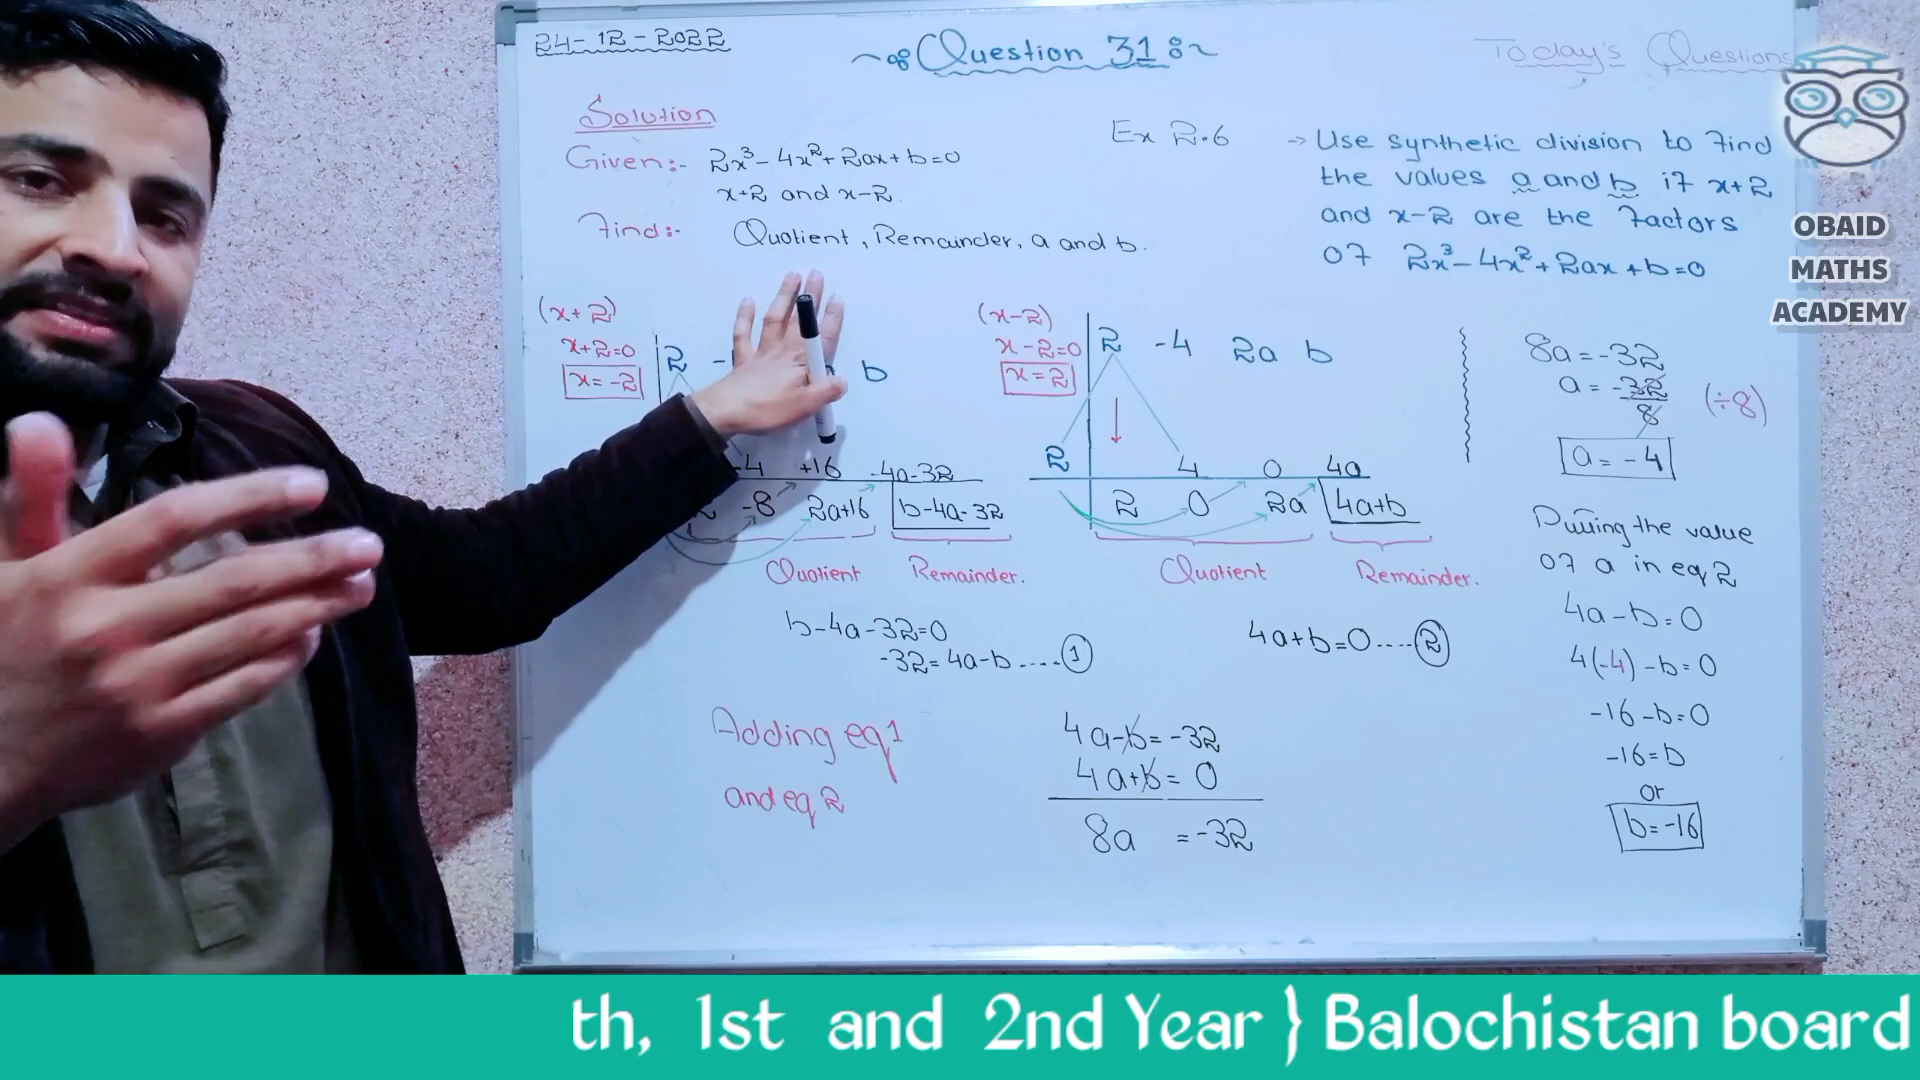 24-12-2022
Question 31
Today's Questions
Solution
Given:- 2x³-4x²+2ax+b=0
x+2 and x-2.
Find:- Quotient, Remainder, a and b.
Ex 2.6
→ Use synthetic division to find
the values a and b if x+2
and x-2 are the factors
of 2x³-4x²+2ax+b=0
OBAID
MATHS
ACADEMY
(x+2)
x+2=0
x=-2
2 - b
-4 +16 -4a-32
2 -8 2a+16 b-4a-32
Quotient Remainder.
b-4a-32=0
-32=4a-b....①
(x-2)
x-2=0
x=2
2 -4 2a b
2 4 0 4a
2 0 2a 4a+b
Quotient Remainder.
4a+b=0....②
Adding eq1
and eq2
4a-b=-32
4a+b=0
8a =-32
8a=-32
a=-32/8 (÷8)
a=-4
Putting the value
of a in eq2
4a-b=0
4(-4)-b=0
-16-b=0
-16=b
or
b=-16
th, 1st and 2nd Year } Balochistan board